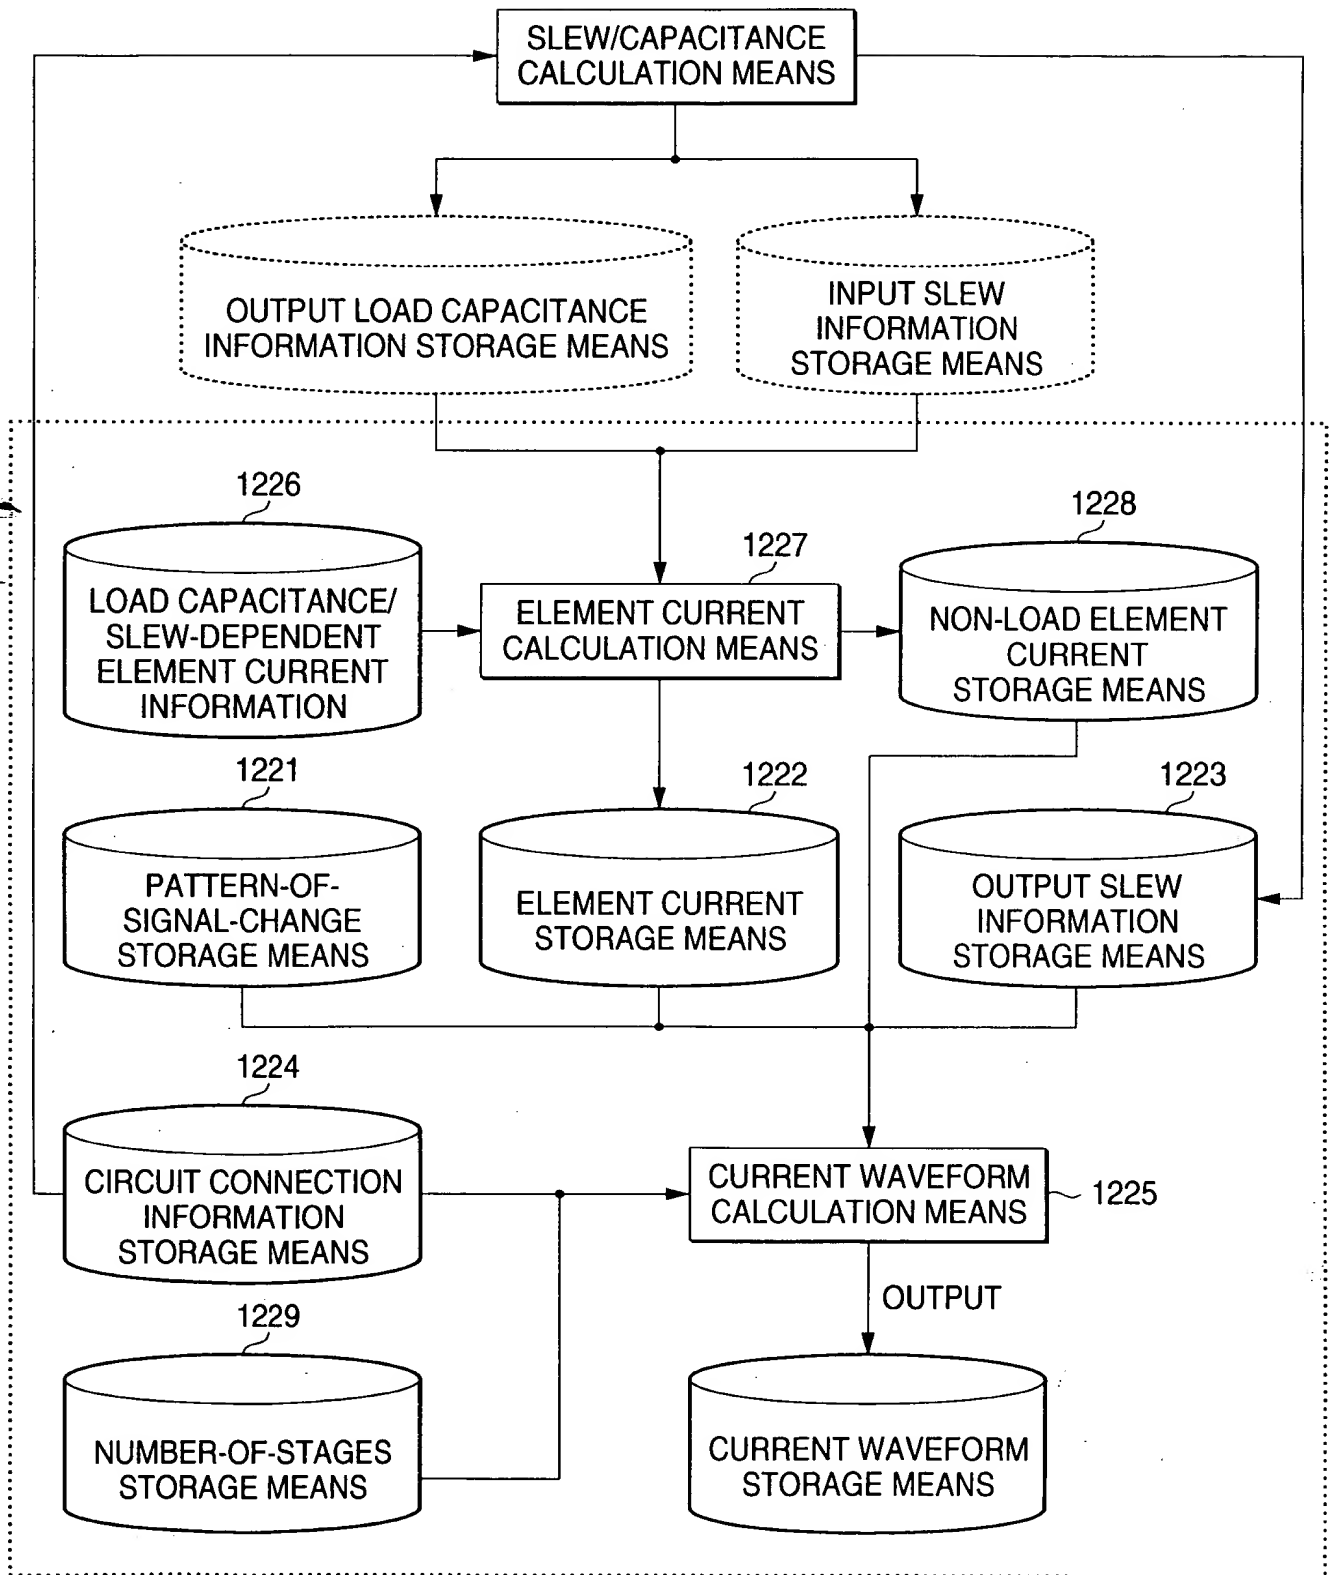 SLEW/CAPACITANCE
CALCULATION MEANS
OUTPUT LOAD CAPACITANCE
INFORMATION STORAGE MEANS
INPUT SLEW
INFORMATION
STORAGE MEANS
1226
LOAD CAPACITANCE/
SLEW-DEPENDENT
ELEMENT CURRENT
INFORMATION
1227
ELEMENT CURRENT
CALCULATION MEANS
1228
NON-LOAD ELEMENT
CURRENT
STORAGE MEANS
1221
PATTERN-OF-
SIGNAL-CHANGE
STORAGE MEANS
1222
ELEMENT CURRENT
STORAGE MEANS
1223
OUTPUT SLEW
INFORMATION
STORAGE MEANS
1224
CIRCUIT CONNECTION
INFORMATION
STORAGE MEANS
CURRENT WAVEFORM
CALCULATION MEANS
1225
OUTPUT
1229
NUMBER-OF-STAGES
STORAGE MEANS
CURRENT WAVEFORM
STORAGE MEANS